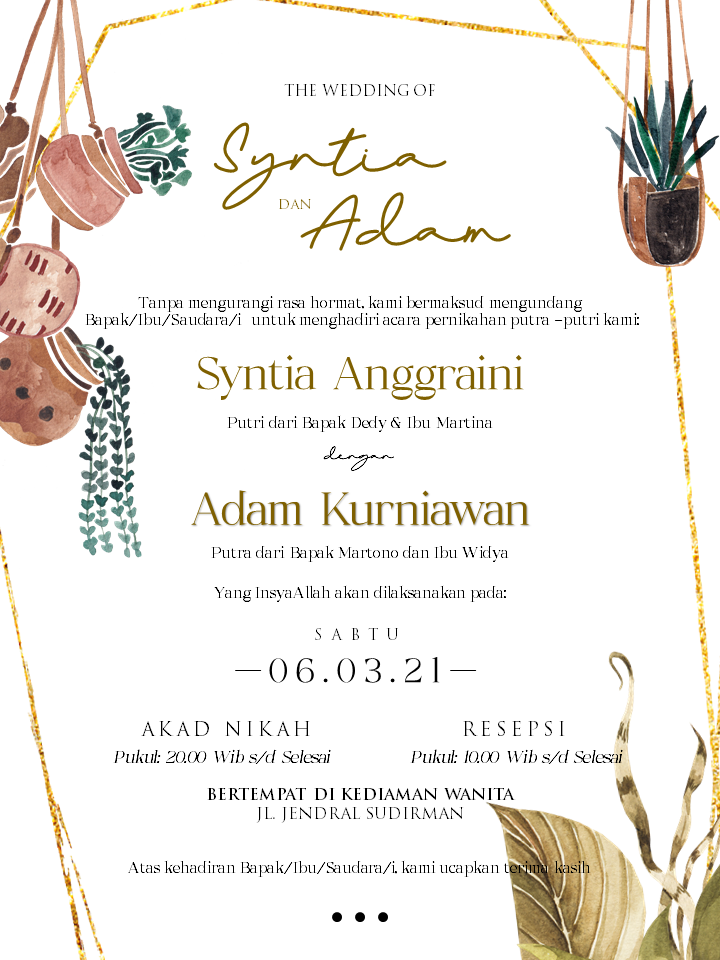 THE WEDDING OF
Syntia
DAN
Adam
Tanpa mengurangi rasa hormat, kami bermaksud mengundang
Bapak/Ibu/Saudara/i untuk menghadiri acara pernikahan putra -putri kami:
Syntia Anggraini
Putri dari Bapak Dedy & Ibu Martina
dengan
Adam Kurniawan
Putra dari Bapak Martono dan Ibu Widya
Yang InsyaAllah akan dilaksanakan pada:
SABTU
—06.03.21—
AKAD NIKAH
Pukul: 20.00 Wib s/d Selesai
RESEPSI
Pukul: 10.00 Wib s/d Selesai
BERTEMPAT DI KEDIAMAN WANITA
JL. JENDRAL SUDIRMAN
Atas kehadiran Bapak/Ibu/Saudara/i, kami ucapkan terima kasih